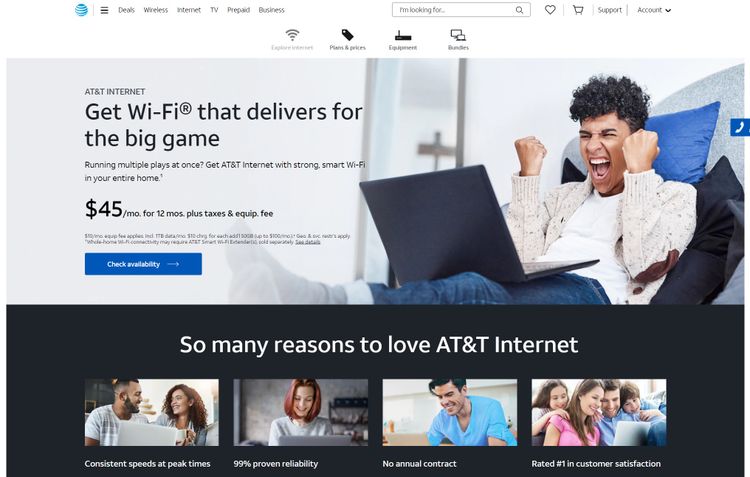 Deals Wireless Internet TV Prepaid Business
I'm looking for...
Support Account
Explore internet Plans & prices Equipment Bundles
AT&T INTERNET
Get Wi-Fi® that delivers for
the big game
Running multiple plays at once? Get AT&T Internet with strong, smart Wi-Fi
in your entire home.¹
$45/mo. for 12 mos. plus taxes & equip. fee
$10/mo. equip fee applies. Incl. 1TB data/mo. $10 chrg for each add'l 50GB (up to $100/mo.).* Geo & svc. restr's apply
¹Whole-home Wi-Fi connectivity may require AT&T Smart Wi-Fi Extender(s), sold separately. See details
Check availability
So many reasons to love AT&T Internet
Consistent speeds at peak times 99% proven reliability No annual contract Rated #1 in customer satisfaction